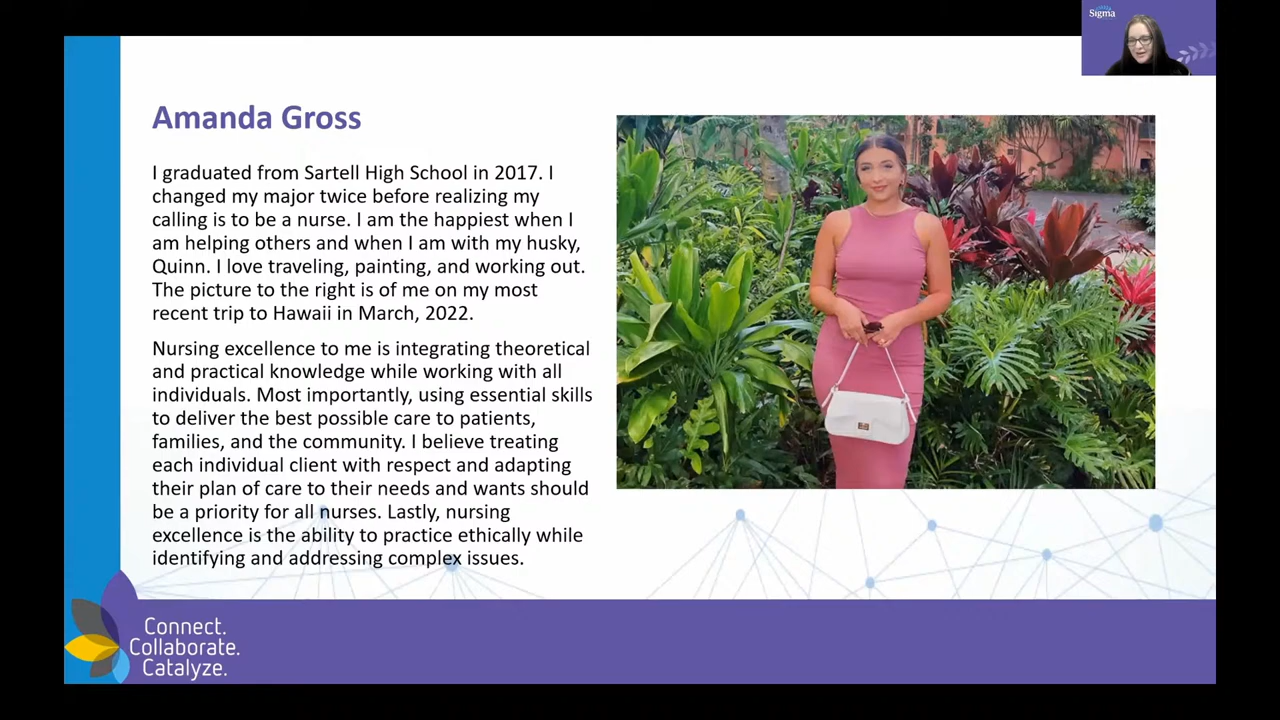 Sigma
Amanda Gross
I graduated from Sartell High School in 2017. I
changed my major twice before realizing my
calling is to be a nurse. I am the happiest when I
am helping others and when I am with my husky,
Quinn. I love traveling, painting, and working out.
The picture to the right is of me on my most
recent trip to Hawaii in March, 2022.
Nursing excellence to me is integrating theoretical
and practical knowledge while working with all
individuals. Most importantly, using essential skills
to deliver the best possible care to patients,
families, and the community. I believe treating
each individual client with respect and adapting
their plan of care to their needs and wants should
be a priority for all nurses. Lastly, nursing
excellence is the ability to practice ethically while
identifying and addressing complex issues.
Connect.
Collaborate.
Catalyze.